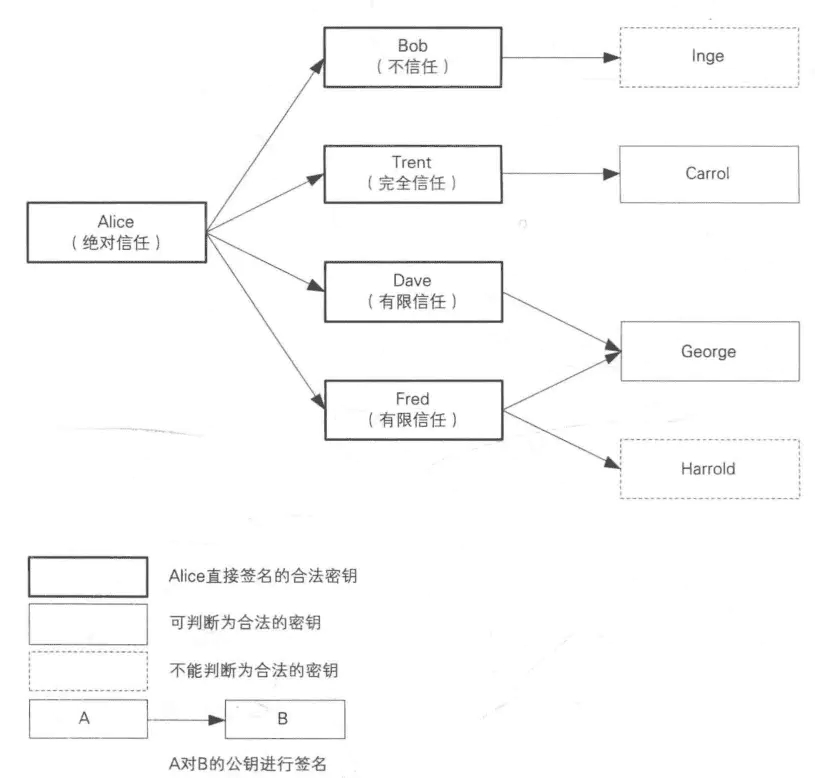 Bob
（不信任）
Inge
Trent
（完全信任）
Carrol
Alice
（绝对信任）
Dave
（有限信任）
George
Fred
（有限信任）
Harrold
Alice直接签名的合法密钥
可判断为合法的密钥
不能判断为合法的密钥
A
B
A对B的公钥进行签名